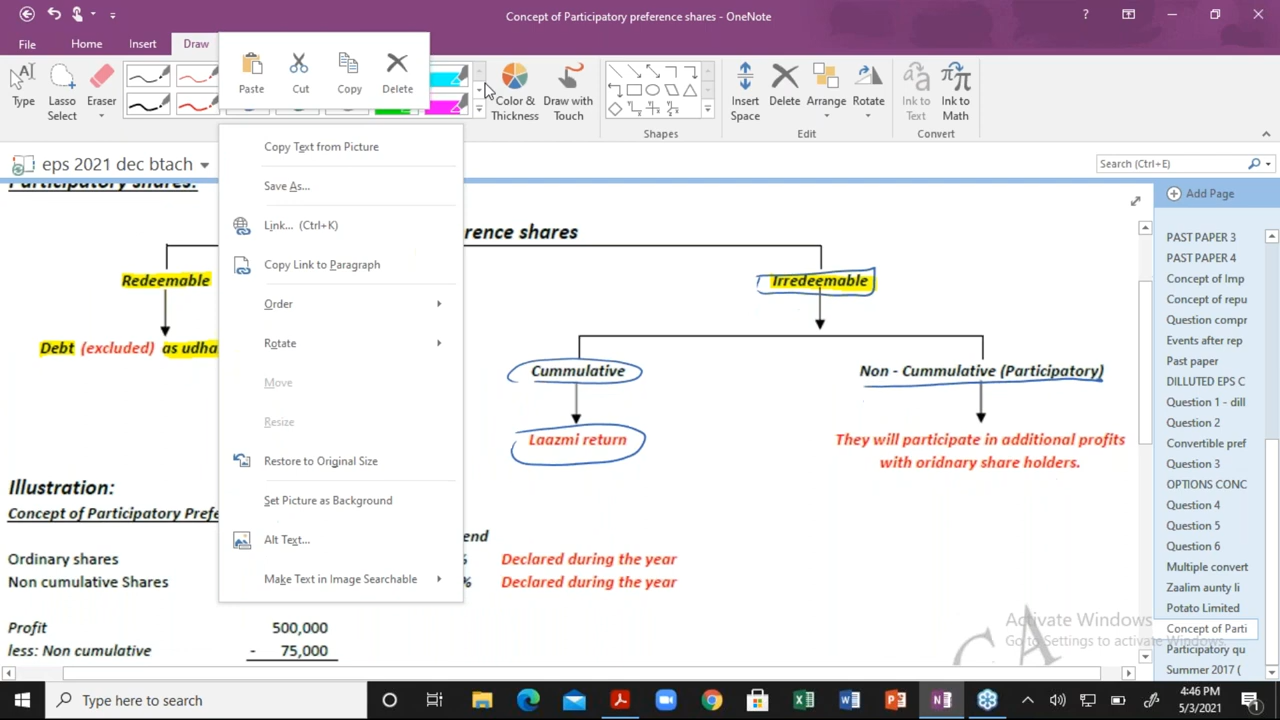 Concept of Participatory preference shares - OneNote
File
Home
Insert
Draw
Paste
Cut
Copy
Delete
Type
Lasso
Select
Eraser
Color &
Thickness
Draw with
Touch
Shapes
Insert
Space
Delete
Arrange
Rotate
Edit
Ink to
Text
Ink to
Math
Convert
eps 2021 dec btach
Search (Ctrl+E)
Participatory shares:
rence shares
Redeemable
Irredeemable
Debt (excluded) as udha
Cummulative
Non - Cummulative (Participatory)
Laazmi return
They will participate in additional profits
with oridnary share holders.
Illustration:
Concept of Participatory Prefe
end
Ordinary shares
% Declared during the year
Non cumulative Shares
% Declared during the year
Profit 500,000
less: Non cumulative - 75,000
Copy Text from Picture
Save As...
Link... (Ctrl+K)
Copy Link to Paragraph
Order
Rotate
Move
Resize
Restore to Original Size
Set Picture as Background
Alt Text...
Make Text in Image Searchable
Add Page
PAST PAPER 3
PAST PAPER 4
Concept of Imp
Concept of repu
Question compr
Events after rep
Past paper
DILLUTED EPS C
Question 1 - dill
Question 2
Convertible pref
Question 3
OPTIONS CONC
Question 4
Question 5
Question 6
Multiple convert
Zaalim aunty li
Potato Limited
Concept of Parti
Participatory qu
Summer 2017 (
Activate Windows
Go to Settings to activate Windows.
CA
Type here to search
4:46 PM
5/3/2021